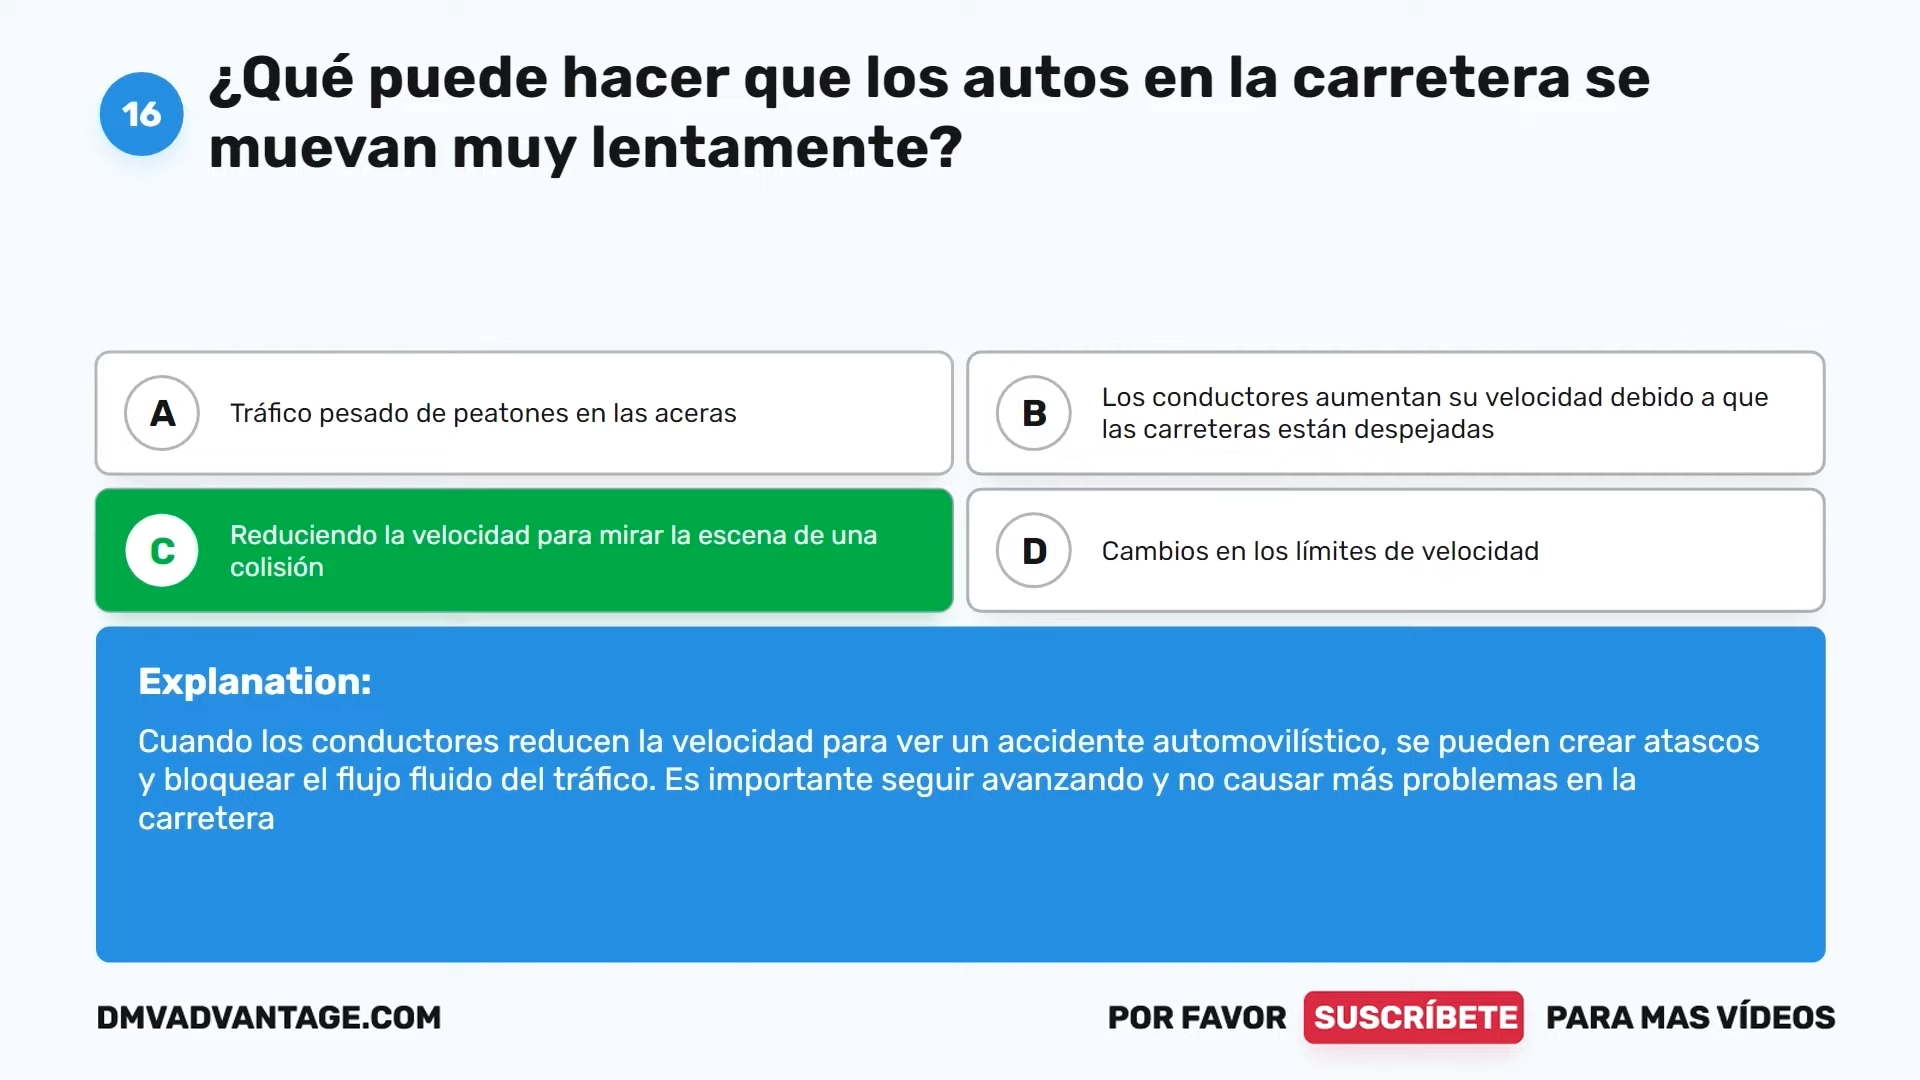 16
¿Qué puede hacer que los autos en la carretera se
muevan muy lentamente?
A
Tráfico pesado de peatones en las aceras
B
Los conductores aumentan su velocidad debido a que
las carreteras están despejadas
C
Reduciendo la velocidad para mirar la escena de una
colisión
D
Cambios en los límites de velocidad
Explanation:
Cuando los conductores reducen la velocidad para ver un accidente automovilístico, se pueden crear atascos
y bloquear el flujo fluido del tráfico. Es importante seguir avanzando y no causar más problemas en la
carretera
DMVADVANTAGE.COM
POR FAVOR SUSCRÍBETE PARA MAS VÍDEOS